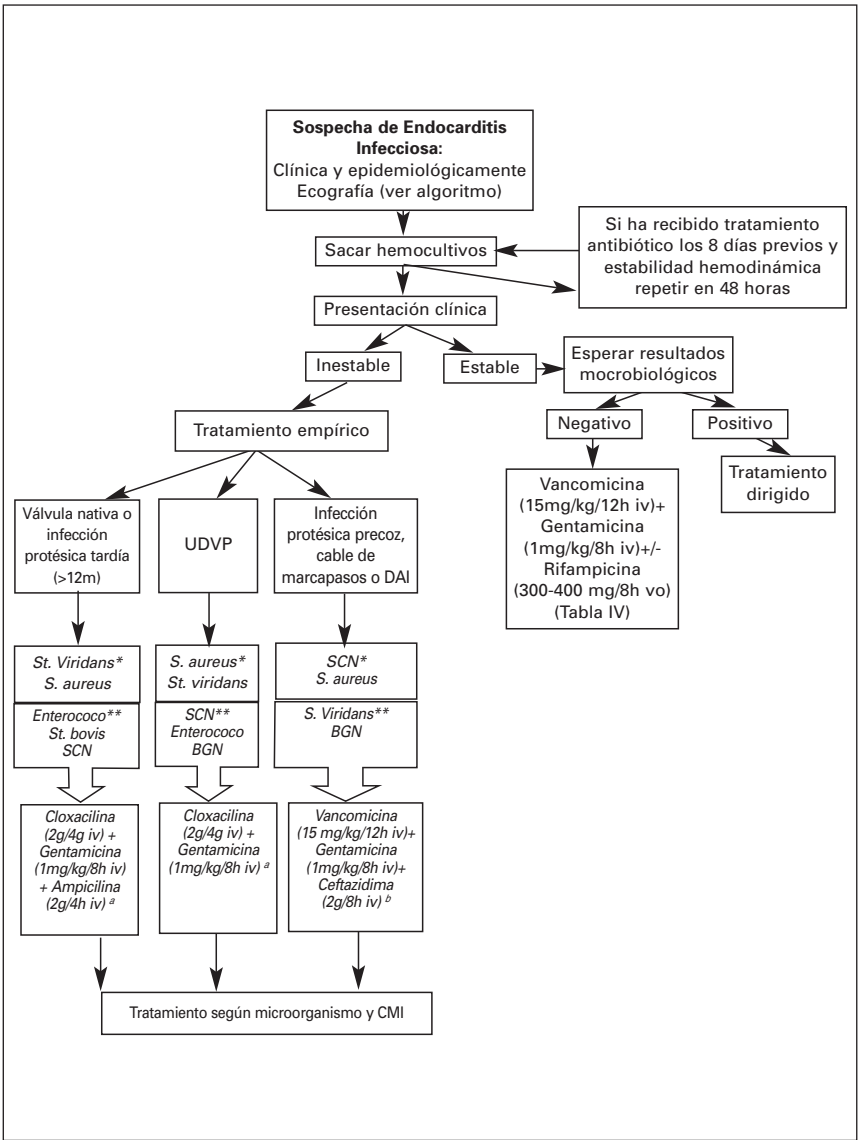 Sospecha de Endocarditis
Infecciosa:
Clínica y epidemiológicamente
Ecografía (ver algoritmo)
Sacar hemocultivos
Si ha recibido tratamiento
antibiótico los 8 días previos y
estabilidad hemodinámica
repetir en 48 horas
Presentación clínica
Inestable
Estable
Esperar resultados
mocrobiológicos
Negativo
Positivo
Vancomicina
(15mg/kg/12h iv)+
Gentamicina
(1mg/kg/8h iv)+/-
Rifampicina
(300-400 mg/8h vo)
(Tabla IV)
Tratamiento
dirigido
Tratamiento empírico
Válvula nativa o
infección
protésica tardía
(>12m)
UDVP
Infección
protésica precoz,
cable de
marcapasos o DAI
St. Viridans*
S. aureus
Enterococo**
St. bovis
SCN
Cloxacilina
(2g/4g iv) +
Gentamicina
(1mg/kg/8h iv)
+ Ampicilina
(2g/4h iv) a
S. aureus*
St. viridans
SCN**
Enterococo
BGN
Cloxacilina
(2g/4g iv) +
Gentamicina
(1mg/kg/8h iv) a
SCN*
S. aureus
S. Viridans**
BGN
Vancomicina
(15 mg/kg/12h iv)+
Gentamicina
(1mg/kg/8h iv)+
Ceftazidima
(2g/8h iv) b
Tratamiento según microorganismo y CMI